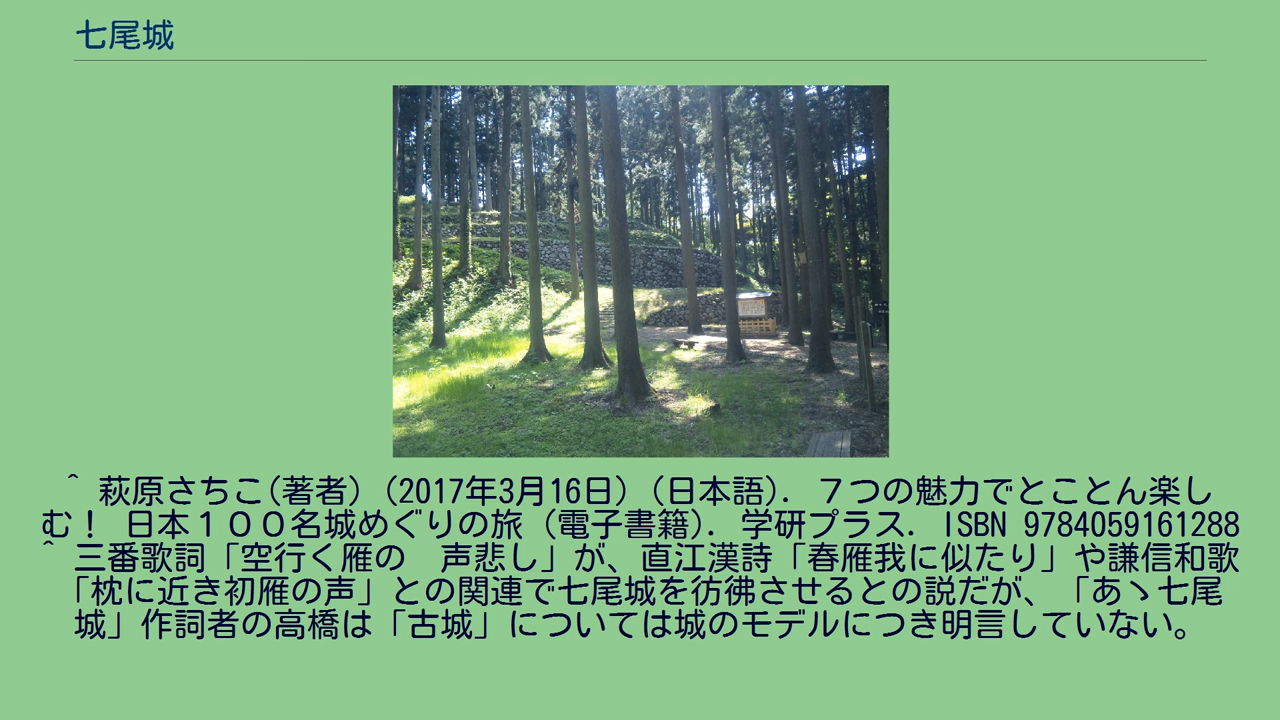 七尾城
^ 萩原さちこ(著者) (2017年3月16日) (日本語). ７つの魅力でとことん楽し
む！ 日本１００名城めぐりの旅 (電子書籍). 学研プラス. ISBN 9784059161288
^ 三番歌詞「空行く雁の　声悲し」が、直江漢詩「春雁我に似たり」や謙信和歌
「枕に近き初雁の声」との関連で七尾城を彷彿させるとの説だが、「あゝ七尾
城」作詞者の高橋は「古城」については城のモデルにつき明言していない。